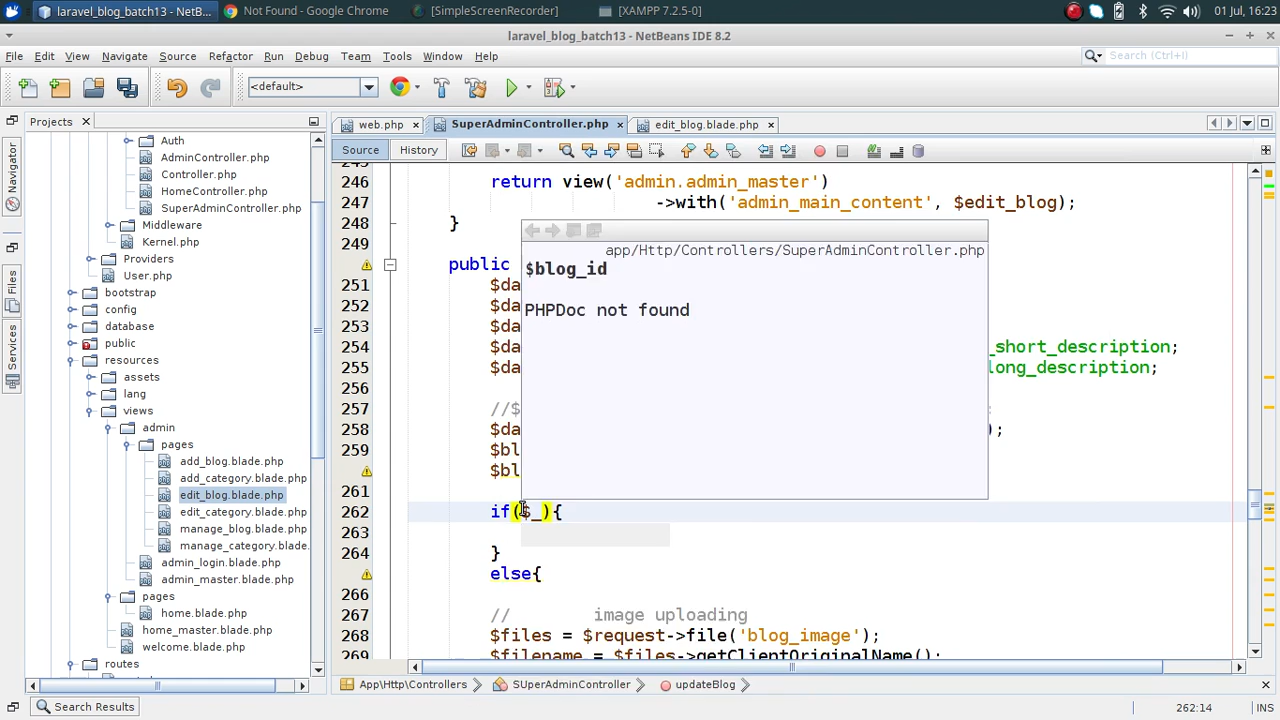 laravel_blog_batch13 - NetBe...
Not Found - Google Chrome
[SimpleScreenRecorder]
[XAMPP 7.2.5-0]
01 Jul, 16:23
laravel_blog_batch13 - NetBeans IDE 8.2
File Edit View Navigate Source Refactor Run Debug Team Tools Window Help
Search (Ctrl+I)
<default>
Projects
web.php
SuperAdminController.php
edit_blog.blade.php
Source
History
Navigator
Files
Services
Auth
AdminController.php
Controller.php
HomeController.php
SuperAdminController.php
Middleware
Kernel.php
Providers
User.php
bootstrap
config
database
public
resources
assets
lang
views
admin
pages
add_blog.blade.php
add_category.blade.php
edit_blog.blade.php
edit_category.blade.php
manage_blog.blade.php
manage_category.blade.
admin_login.blade.php
admin_master.blade.php
pages
home.blade.php
home_master.blade.php
welcome.blade.php
routes
246 return view('admin.admin_master')
247 ->with('admin_main_content', $edit_blog);
248 }
249
public
251 $da
252 $da
253 $da
254 $da _short_description;
255 $da long_description;
256
257 //$
$da );
259 $bl
$bl
261
262 if($_){
263
264 }
else{
266
267 // image uploading
268 $files = $request->file('blog_image');
269 $filename = $files->getClientOriginalName();
app/Http/Controllers/SuperAdminController.php
$blog_id
PHPDoc not found
App\Http\Controllers
SUperAdminController
updateBlog
Search Results
262:14
INS